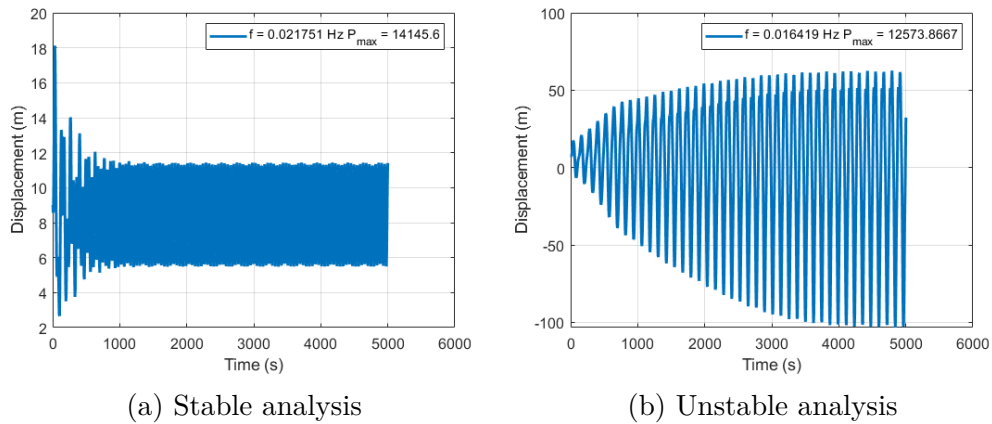 20
18
16
14
12
10
8
6
4
2
Displacement (m)
f = 0.021751 Hz P_max = 14145.6
0 1000 2000 3000 4000 5000 6000
Time (s)
(a) Stable analysis
100
50
0
-50
-100
Displacement (m)
f = 0.016419 Hz P_max = 12573.8667
0 1000 2000 3000 4000 5000 6000
Time (s)
(b) Unstable analysis